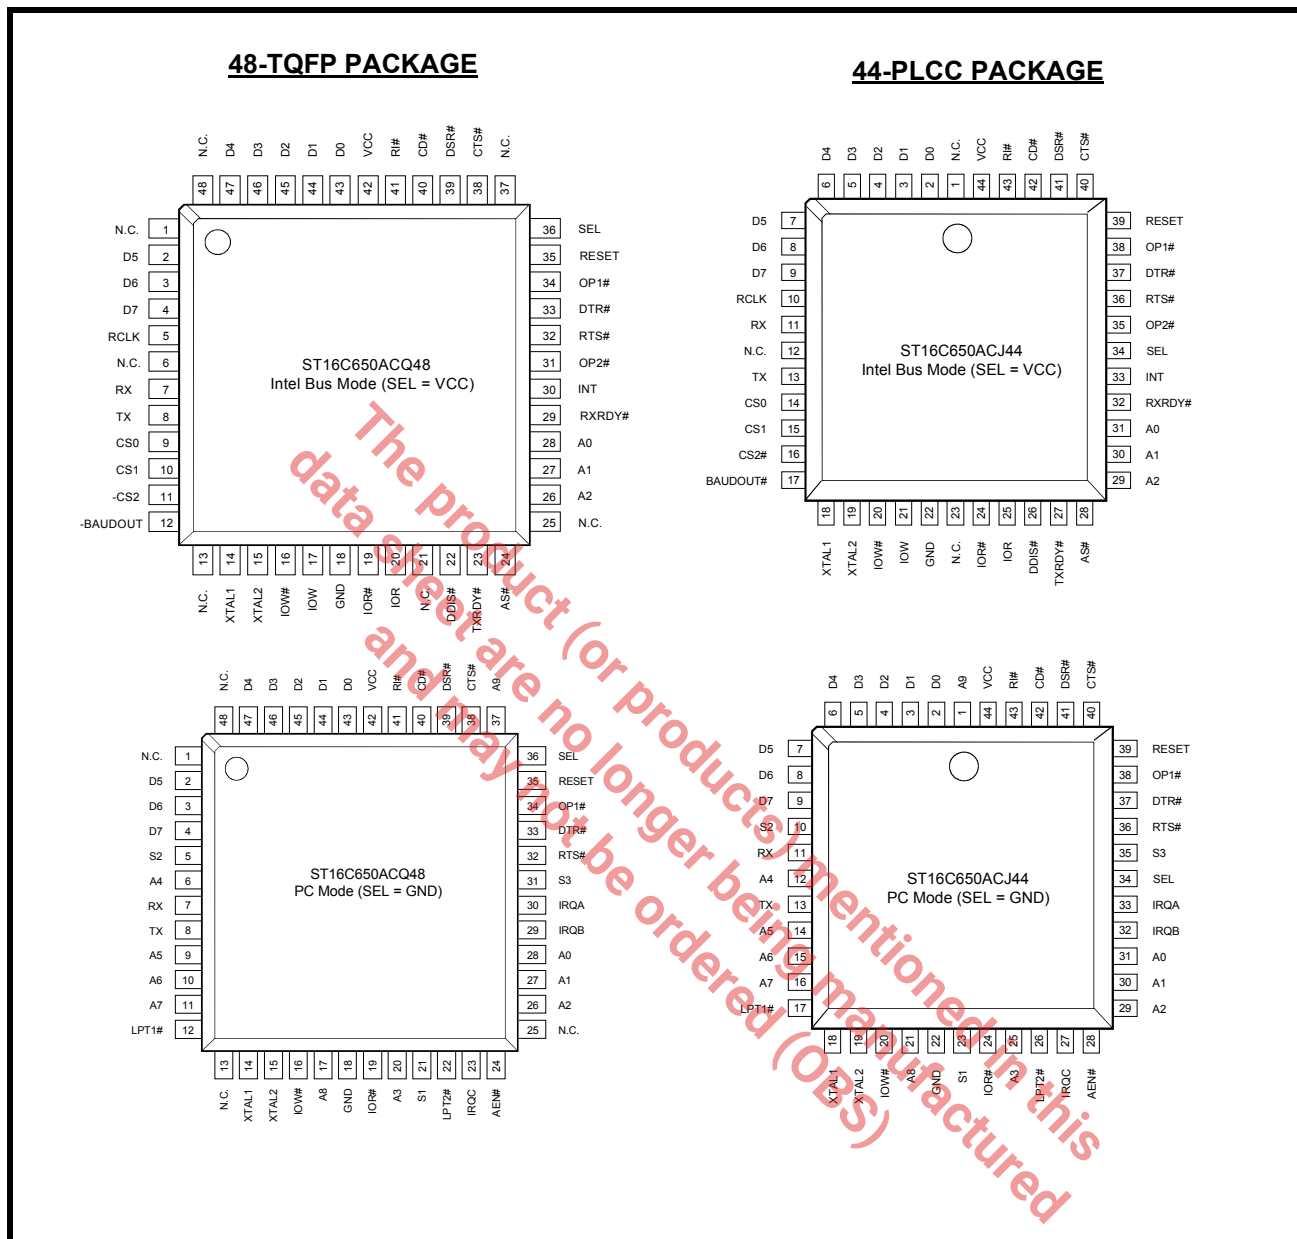 48-TQFP PACKAGE
N.C. D4 D3 D2 D1 D0 VCC RI# CD# DSR# CTS# N.C.
48 47 46 45 44 43 42 41 40 39 38 37
N.C. 1
D5 2
D6 3
D7 4
RCLK 5
N.C. 6
RX 7
TX 8
CS0 9
CS1 10
-CS2 11
-BAUDOUT 12
ST16C650ACQ48
Intel Bus Mode (SEL = VCC)
36 SEL
35 RESET
34 OP1#
33 DTR#
32 RTS#
31 OP2#
30 INT
29 RXRDY#
28 A0
27 A1
26 A2
25 N.C.
13 14 15 16 17 18 19 20 21 22 23 24
N.C. XTAL1 XTAL2 IOW# IOW GND IOR# IOR N.C. DDIS# TXRDY# AS#
44-PLCC PACKAGE
D4 D3 D2 D1 D0 N.C. VCC RI# CD# DSR# CTS#
6 5 4 3 2 1 44 43 42 41 40
D5 7
D6 8
D7 9
RCLK 10
RX 11
N.C. 12
TX 13
CS0 14
CS1 15
CS2# 16
BAUDOUT# 17
ST16C650ACJ44
Intel Bus Mode (SEL = VCC)
39 RESET
38 OP1#
37 DTR#
36 RTS#
35 OP2#
34 SEL
33 INT
32 RXRDY#
31 A0
30 A1
29 A2
18 19 20 21 22 23 24 25 26 27 28
XTAL1 XTAL2 IOW# IOW GND N.C. IOR# IOR DDIS# TXRDY# AS#
N.C. D4 D3 D2 D1 D0 VCC RI# CD# DSR# CTS# A9
48 47 46 45 44 43 42 41 40 39 38 37
N.C. 1
D5 2
D6 3
D7 4
S2 5
A4 6
RX 7
TX 8
A5 9
A6 10
A7 11
LPT1# 12
ST16C650ACQ48
PC Mode (SEL = GND)
36 SEL
35 RESET
34 OP1#
33 DTR#
32 RTS#
31 S3
30 IRQA
29 IRQB
28 A0
27 A1
26 A2
25 N.C.
13 14 15 16 17 18 19 20 21 22 23 24
N.C. XTAL1 XTAL2 IOW# A8 GND IOR# A3 S1 LPT2# IRQC AEN#
D4 D3 D2 D1 D0 A9 VCC RI# CD# DSR# CTS#
6 5 4 3 2 1 44 43 42 41 40
D5 7
D6 8
D7 9
S2 10
RX 11
A4 12
TX 13
A5 14
A6 15
A7 16
LPT1# 17
ST16C650ACJ44
PC Mode (SEL = GND)
39 RESET
38 OP1#
37 DTR#
36 RTS#
35 S3
34 SEL
33 IRQA
32 IRQB
31 A0
30 A1
29 A2
18 19 20 21 22 23 24 25 26 27 28
XTAL1 XTAL2 IOW# A8 GND S1 IOR# A3 LPT2# IRQC AEN#
The product (or products) mentioned in this
data sheet are no longer being manufactured
and may not be ordered (OBS)